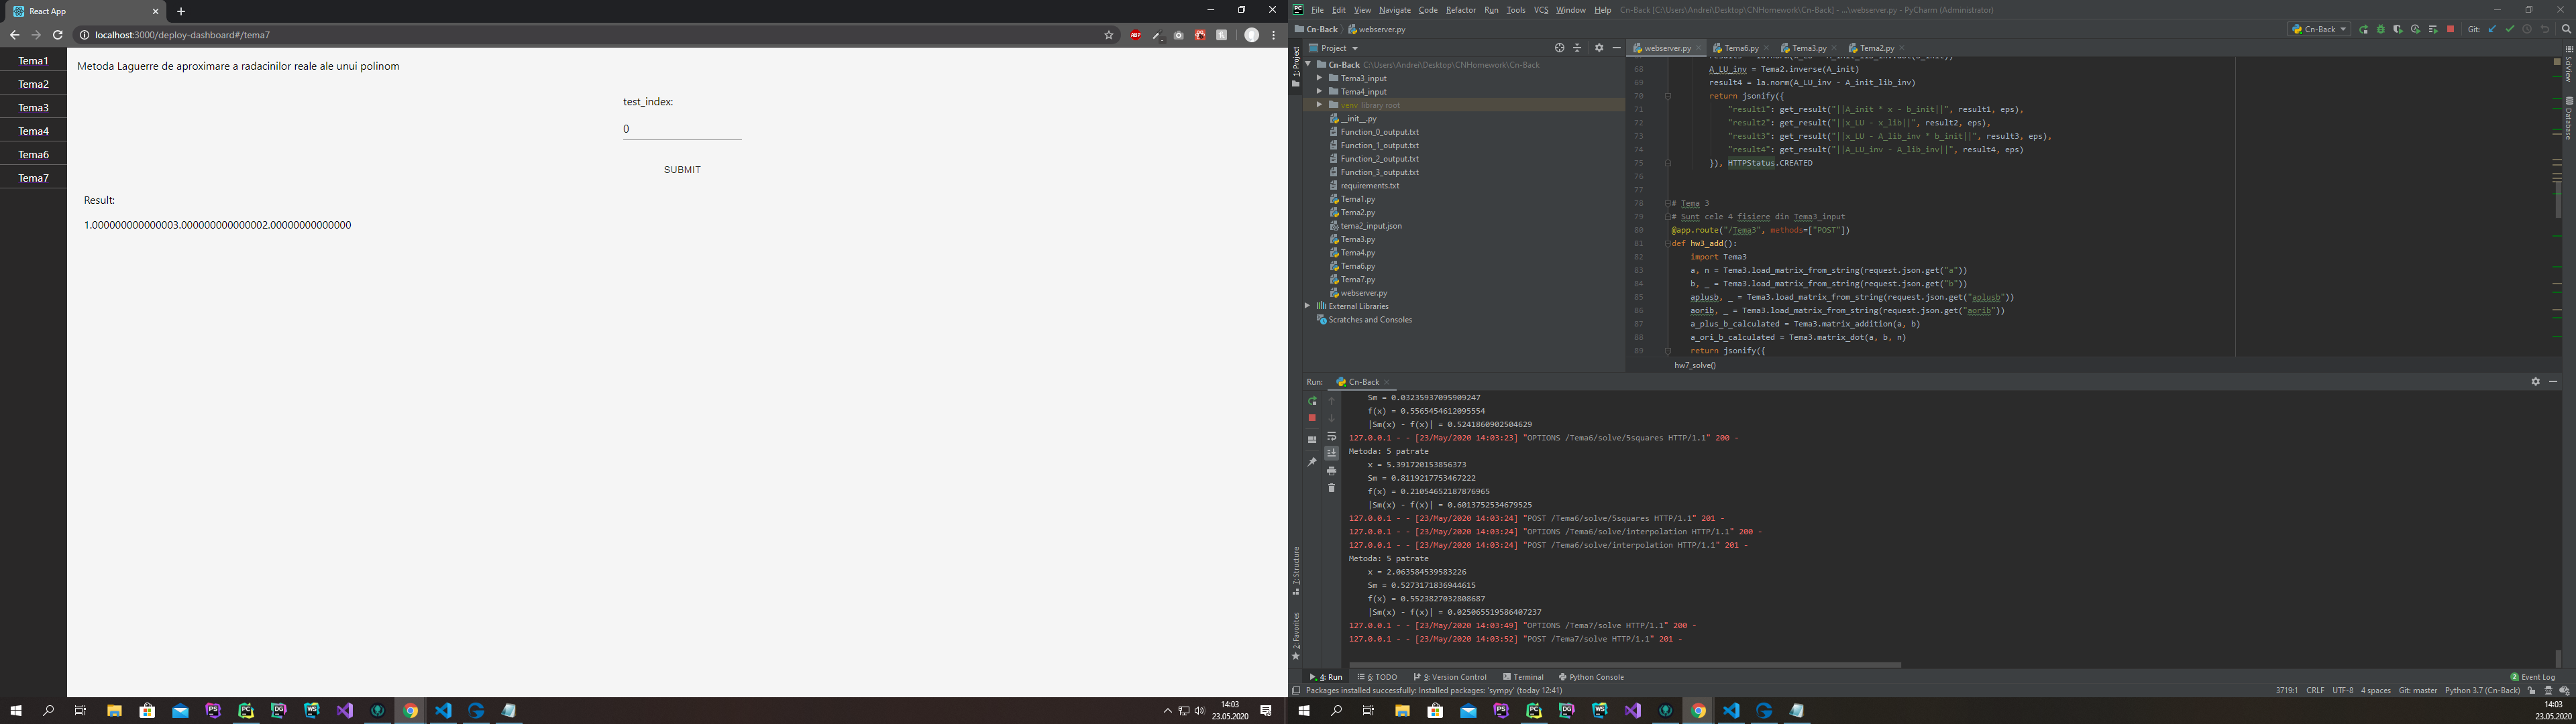 React App
localhost:3000/deploy-dashboard#/tema7
Tema1
Tema2
Tema3
Tema4
Tema6
Tema7
Metoda Laguerre de aproximare a radacinilor reale ale unui polinom
test_index:
0
SUBMIT
Result:
1.000000000000003.000000000000002.00000000000000
14:03
23.05.2020
File Edit View Navigate Code Refactor Run Tools VCS Window Help Cn-Back [C:\Users\Andrei\Desktop\CNHomework\Cn-Back] - ...\webserver.py - PyCharm (Administrator)
Cn-Back webserver.py
Cn-Back
Git:
1: Project
Project
Cn-Back C:\Users\Andrei\Desktop\CNHomework\Cn-Back
Tema3_input
Tema4_input
venv library root
__init__.py
Function_0_output.txt
Function_1_output.txt
Function_2_output.txt
Function_3_output.txt
requirements.txt
Tema1.py
Tema2.py
tema2_input.json
Tema3.py
Tema4.py
Tema6.py
Tema7.py
webserver.py
External Libraries
Scratches and Consoles
webserver.py Tema6.py Tema3.py Tema2.py
68 A_LU_inv = Tema2.inverse(A_init)
69 result4 = la.norm(A_LU_inv - A_init_lib_inv)
70 return jsonify({
71 "result1": get_result("||A_init * x - b_init||", result1, eps),
72 "result2": get_result("||x_LU - x_lib||", result2, eps),
73 "result3": get_result("||x_LU - A_lib_inv * b_init||", result3, eps),
74 "result4": get_result("||A_LU_inv - A_lib_inv||", result4, eps)
75 }), HTTPStatus.CREATED
76
77
78 # Tema 3
79 # Sunt cele 4 fisiere din Tema3_input
80 @app.route("/Tema3", methods=["POST"])
81 def hw3_add():
82 import Tema3
83 a, n = Tema3.load_matrix_from_string(request.json.get("a"))
84 b, _ = Tema3.load_matrix_from_string(request.json.get("b"))
85 aplusb, _ = Tema3.load_matrix_from_string(request.json.get("aplusb"))
86 aorib, _ = Tema3.load_matrix_from_string(request.json.get("aorib"))
87 a_plus_b_calculated = Tema3.matrix_addition(a, b)
88 a_ori_b_calculated = Tema3.matrix_dot(a, b, n)
89 return jsonify({
hw7_solve()
SciView
Database
Run: Cn-Back
Sm = 0.03235937095909247
f(x) = 0.5565454612095554
|Sm(x) - f(x)| = 0.5241860902504629
127.0.0.1 - - [23/May/2020 14:03:23] "OPTIONS /Tema6/solve/5squares HTTP/1.1" 200 -
Metoda: 5 patrate
x = 5.391720153856373
Sm = 0.8119217753467222
f(x) = 0.21054652187876965
|Sm(x) - f(x)| = 0.6013752534679525
127.0.0.1 - - [23/May/2020 14:03:24] "POST /Tema6/solve/5squares HTTP/1.1" 201 -
127.0.0.1 - - [23/May/2020 14:03:24] "OPTIONS /Tema6/solve/interpolation HTTP/1.1" 200 -
127.0.0.1 - - [23/May/2020 14:03:24] "POST /Tema6/solve/interpolation HTTP/1.1" 201 -
Metoda: 5 patrate
x = 2.063584539583226
Sm = 0.5273171836944615
f(x) = 0.5523827032808687
|Sm(x) - f(x)| = 0.025065519586407237
127.0.0.1 - - [23/May/2020 14:03:49] "OPTIONS /Tema7/solve HTTP/1.1" 200 -
127.0.0.1 - - [23/May/2020 14:03:52] "POST /Tema7/solve HTTP/1.1" 201 -
7: Structure
2: Favorites
4: Run 6: TODO 9: Version Control Terminal Python Console
2 Event Log
Packages installed successfully: Installed packages: 'sympy' (today 12:41)
3719:1 CRLF UTF-8 4 spaces Git: master Python 3.7 (Cn-Back)
14:03
23.05.2020